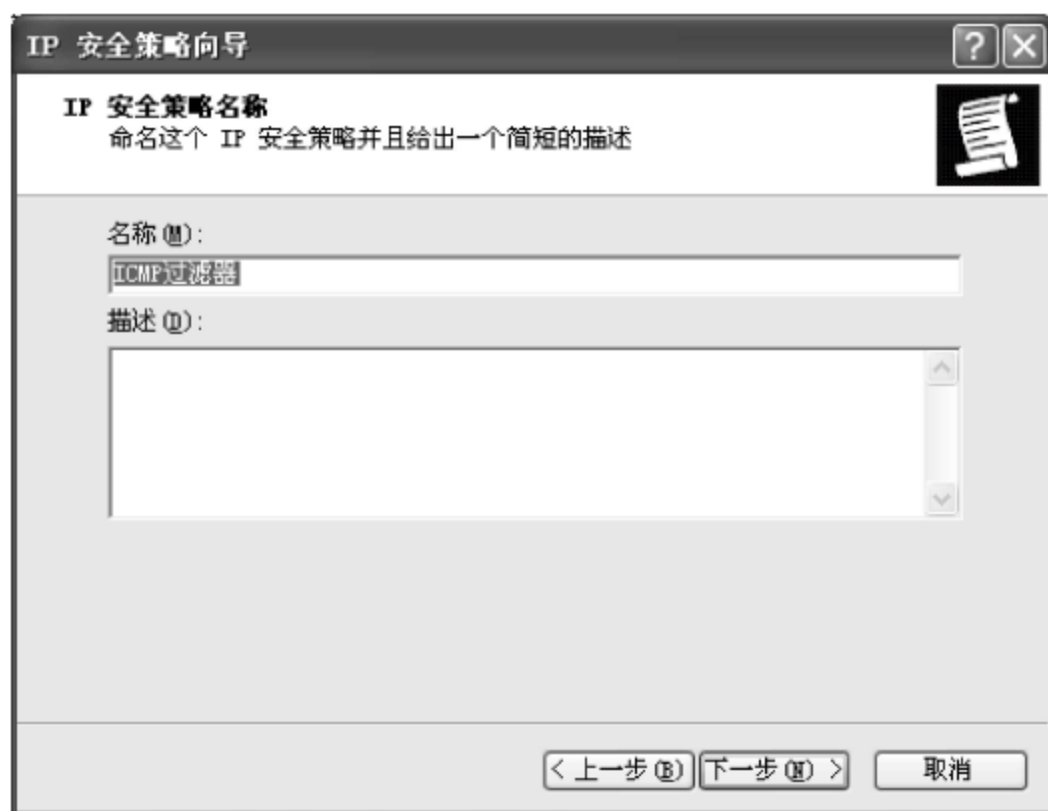 IP 安全策略向导
IP 安全策略名称
命名这个 IP 安全策略并且给出一个简短的描述
名称(M):
ICMP过滤器
描述(D):
< 上一步(B) 下一步(N) > 取消